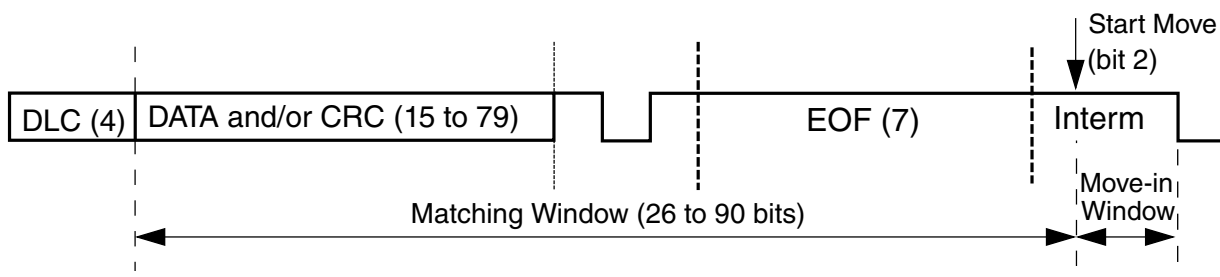 Start Move
(bit 2)
DLC (4)
DATA and/or CRC (15 to 79)
EOF (7)
Interm
Matching Window (26 to 90 bits)
Move-in
Window